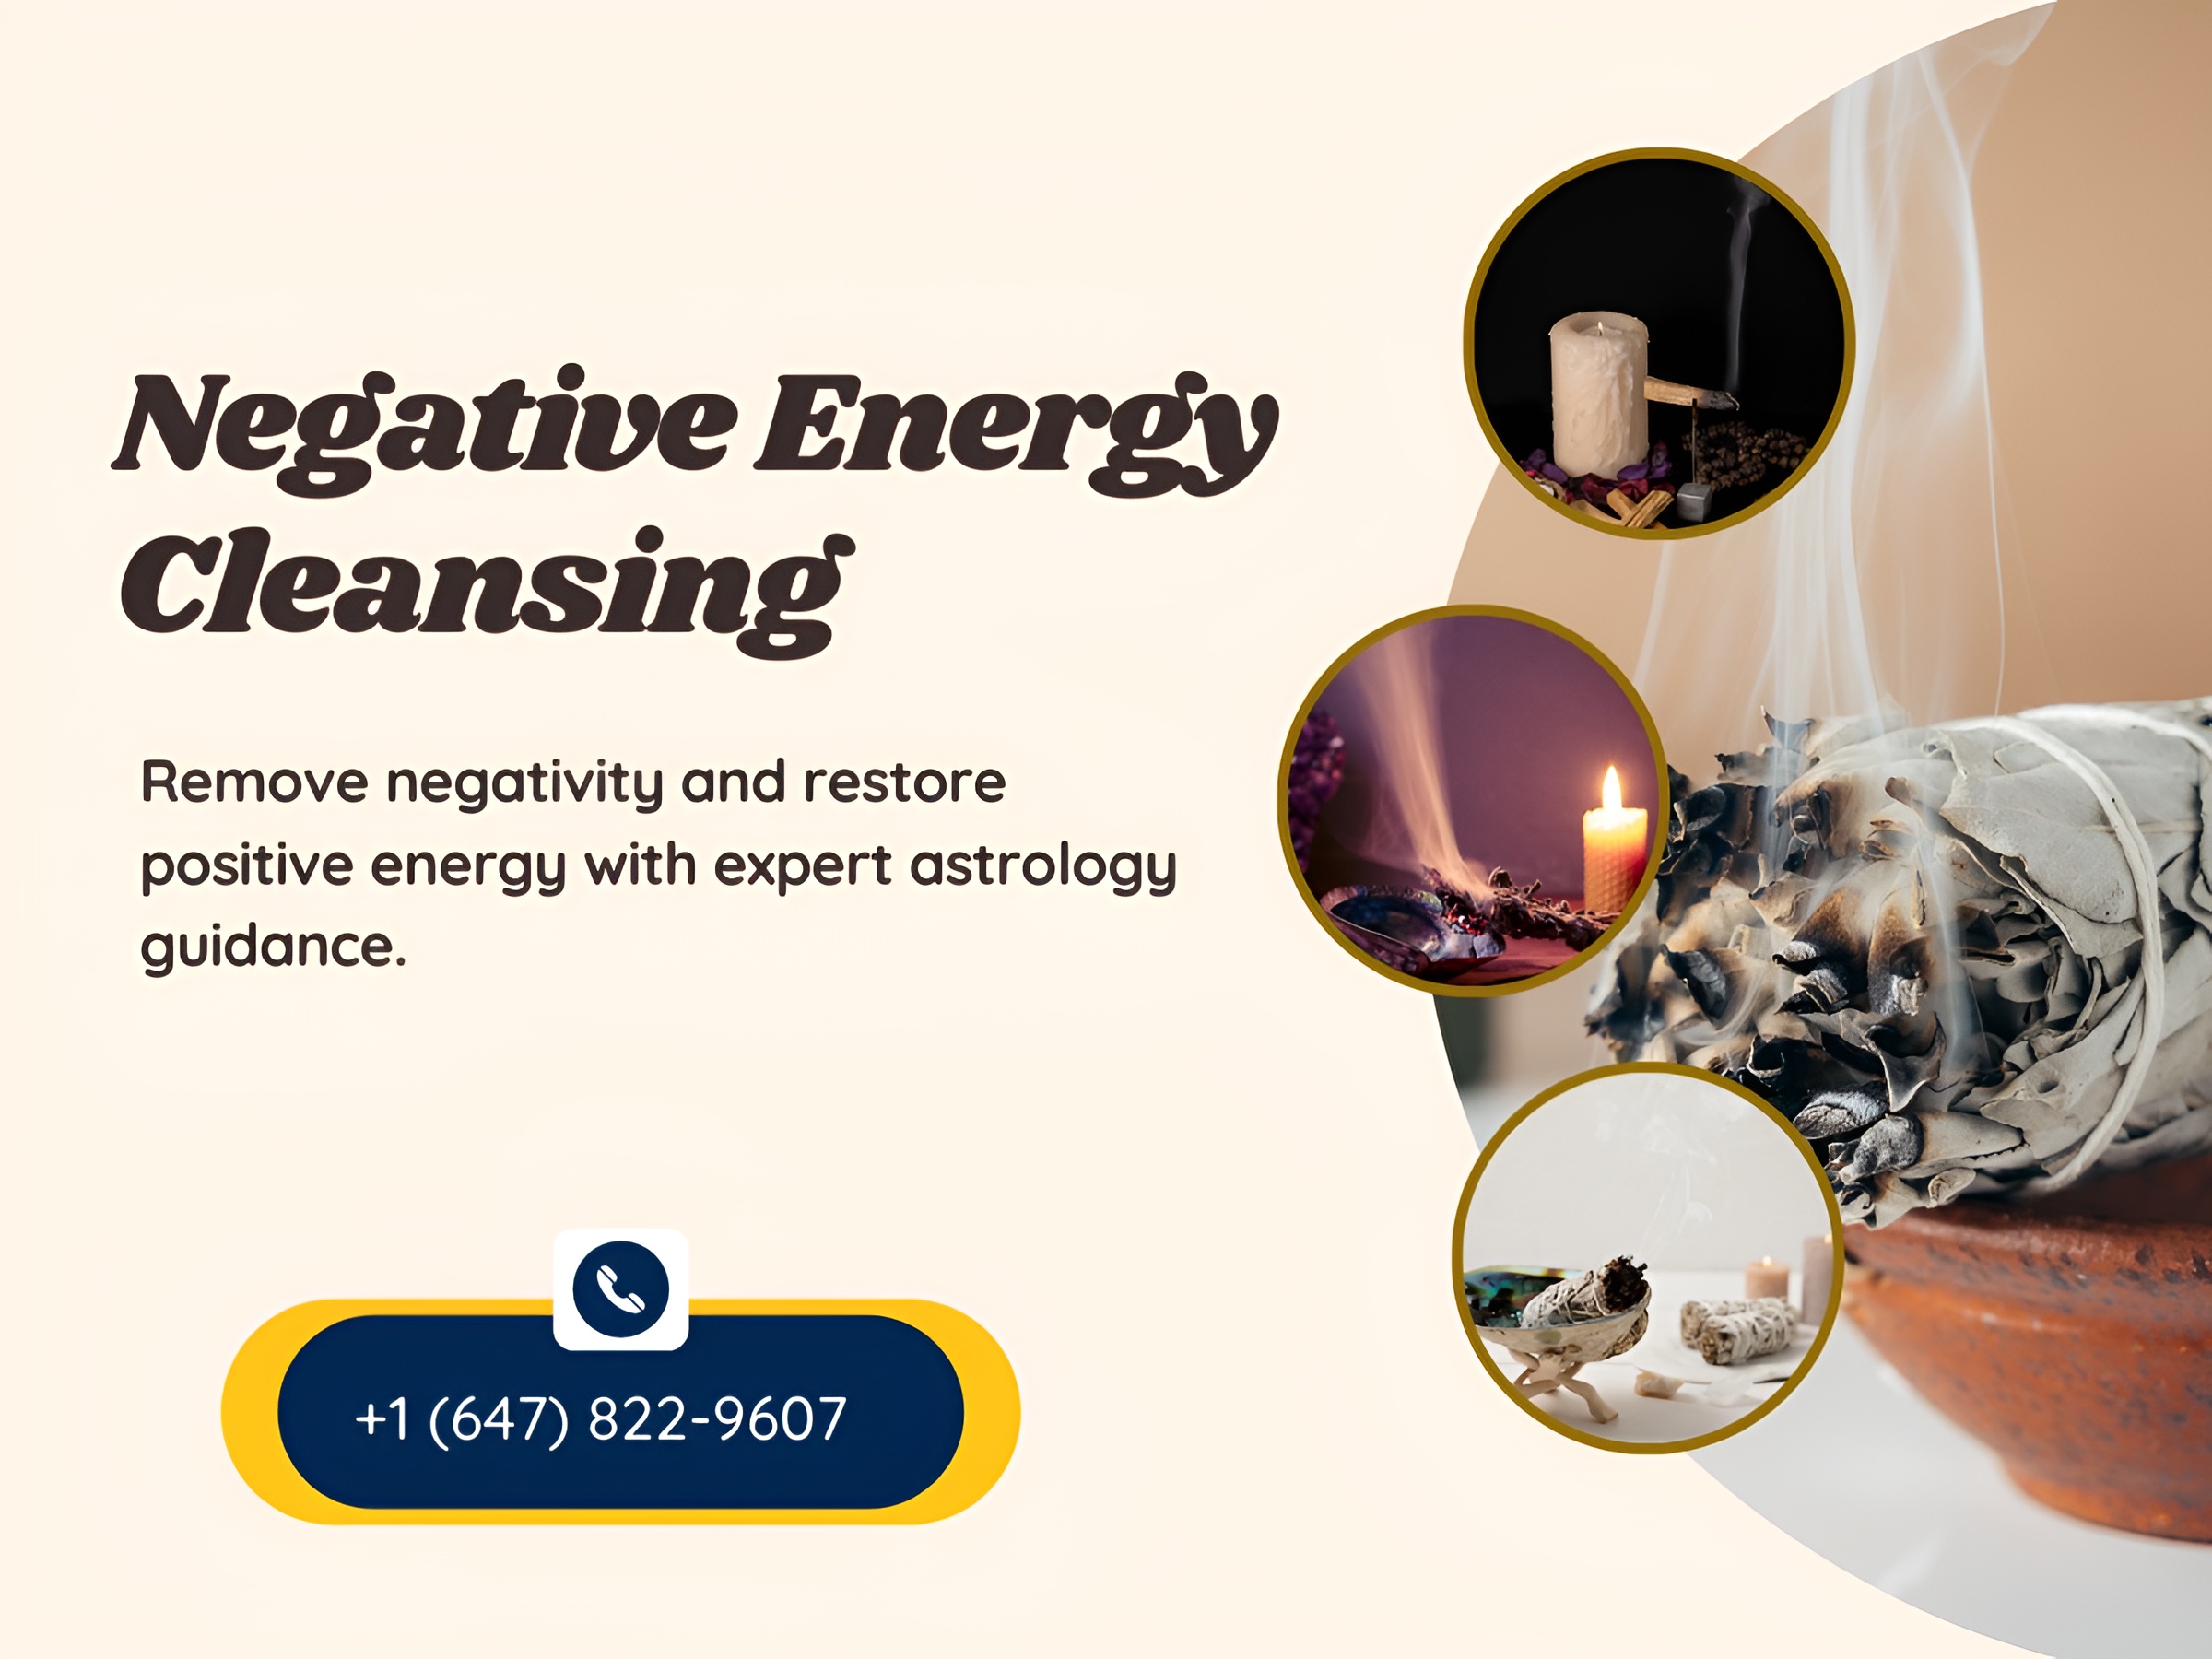 Negative Energy
Cleansing
Remove negativity and restore
positive energy with expert astrology
guidance.
+1 (647) 822-9607